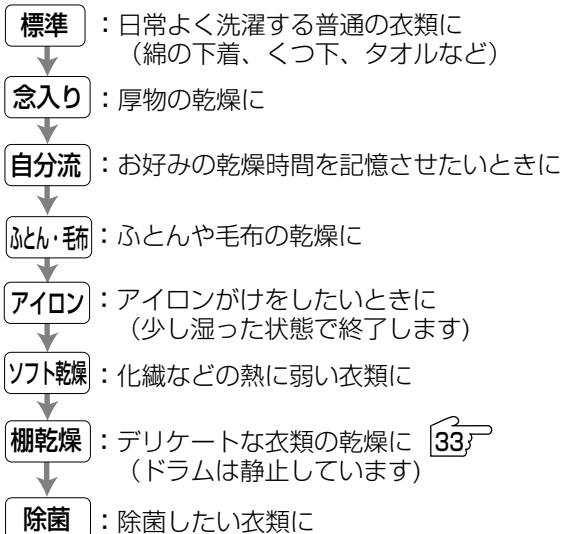 標準：日常よく洗濯する普通の衣類に
（綿の下着、くつ下、タオルなど）
念入り：厚物の乾燥に
自分流：お好みの乾燥時間を記憶させたいときに
ふとん・毛布：ふとんや毛布の乾燥に
アイロン：アイロンがけをしたいときに
（少し湿った状態で終了します)
ソフト乾燥：化繊などの熱に弱い衣類に
棚乾燥：デリケートな衣類の乾燥に 33
（ドラムは静止しています)
除菌：除菌したい衣類に